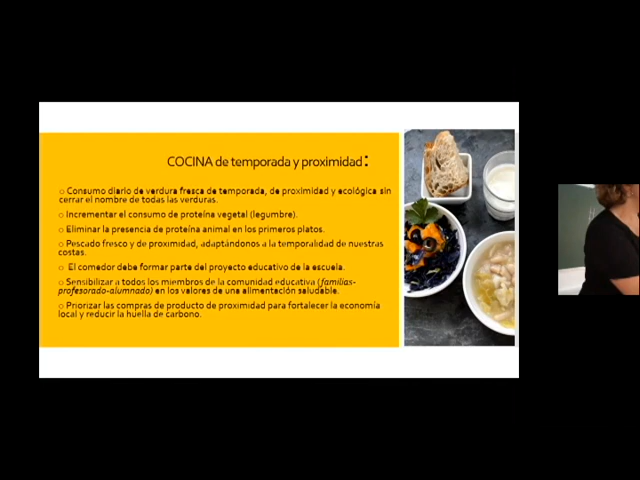 COCINA de temporada y proximidad:
o Consumo diario de verdura fresca de temporada, de proximidad y ecológica sin
cerrar el nombre de todas las verduras.
o Incrementar el consumo de proteína vegetal (legumbre).
o Eliminar la presencia de proteína animal en los primeros platos.
o Pescado fresco y de proximidad, adaptándonos a la temporalidad de nuestras
costas.
o El comedor debe formar parte del proyecto educativo de la escuela.
o Sensibilizar a todos los miembros de la comunidad educativa (familias-
profesorado-alumnado) en los valores de una alimentación saludable.
o Priorizar las compras de producto de proximidad para fortalecer la economía
local y reducir la huella de carbono.